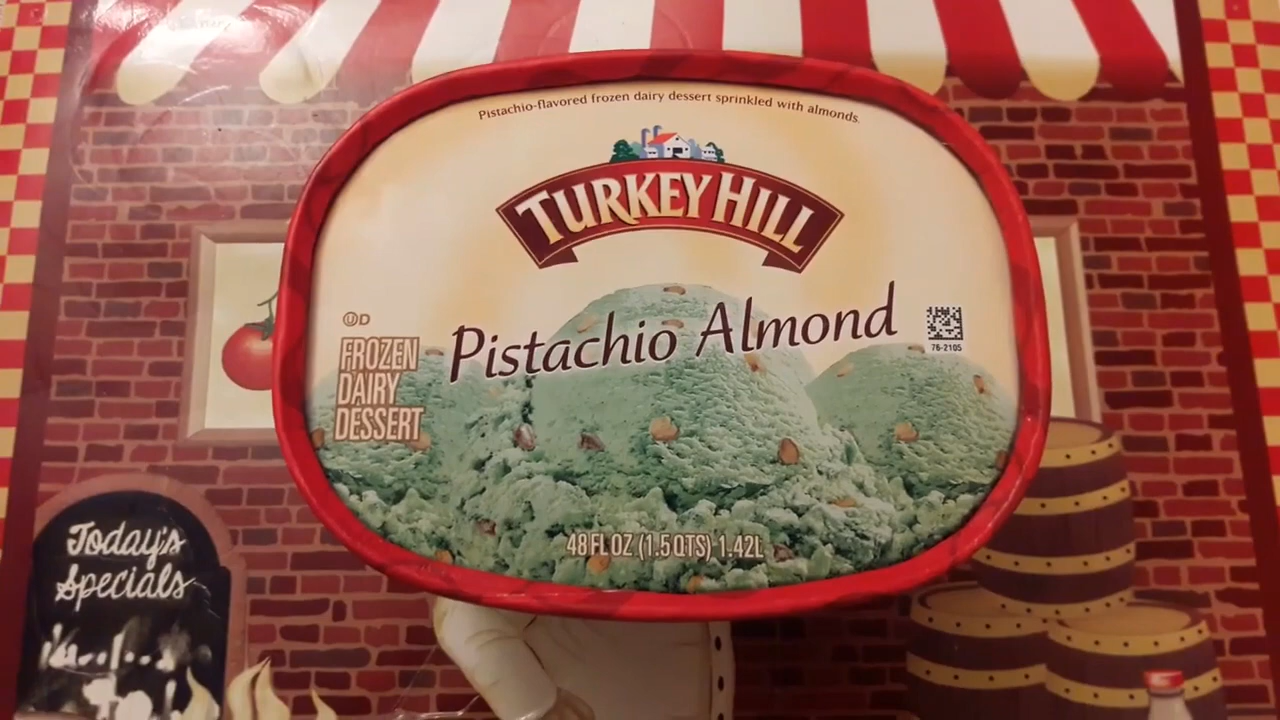 Pistachio-flavored frozen dairy dessert sprinkled with almonds.
TURKEY HILL
Pistachio Almond
UD
FROZEN
DAIRY
DESSERT
76-2105
48 FL OZ (1.5 QTS) 1.42L
Today's
Specials